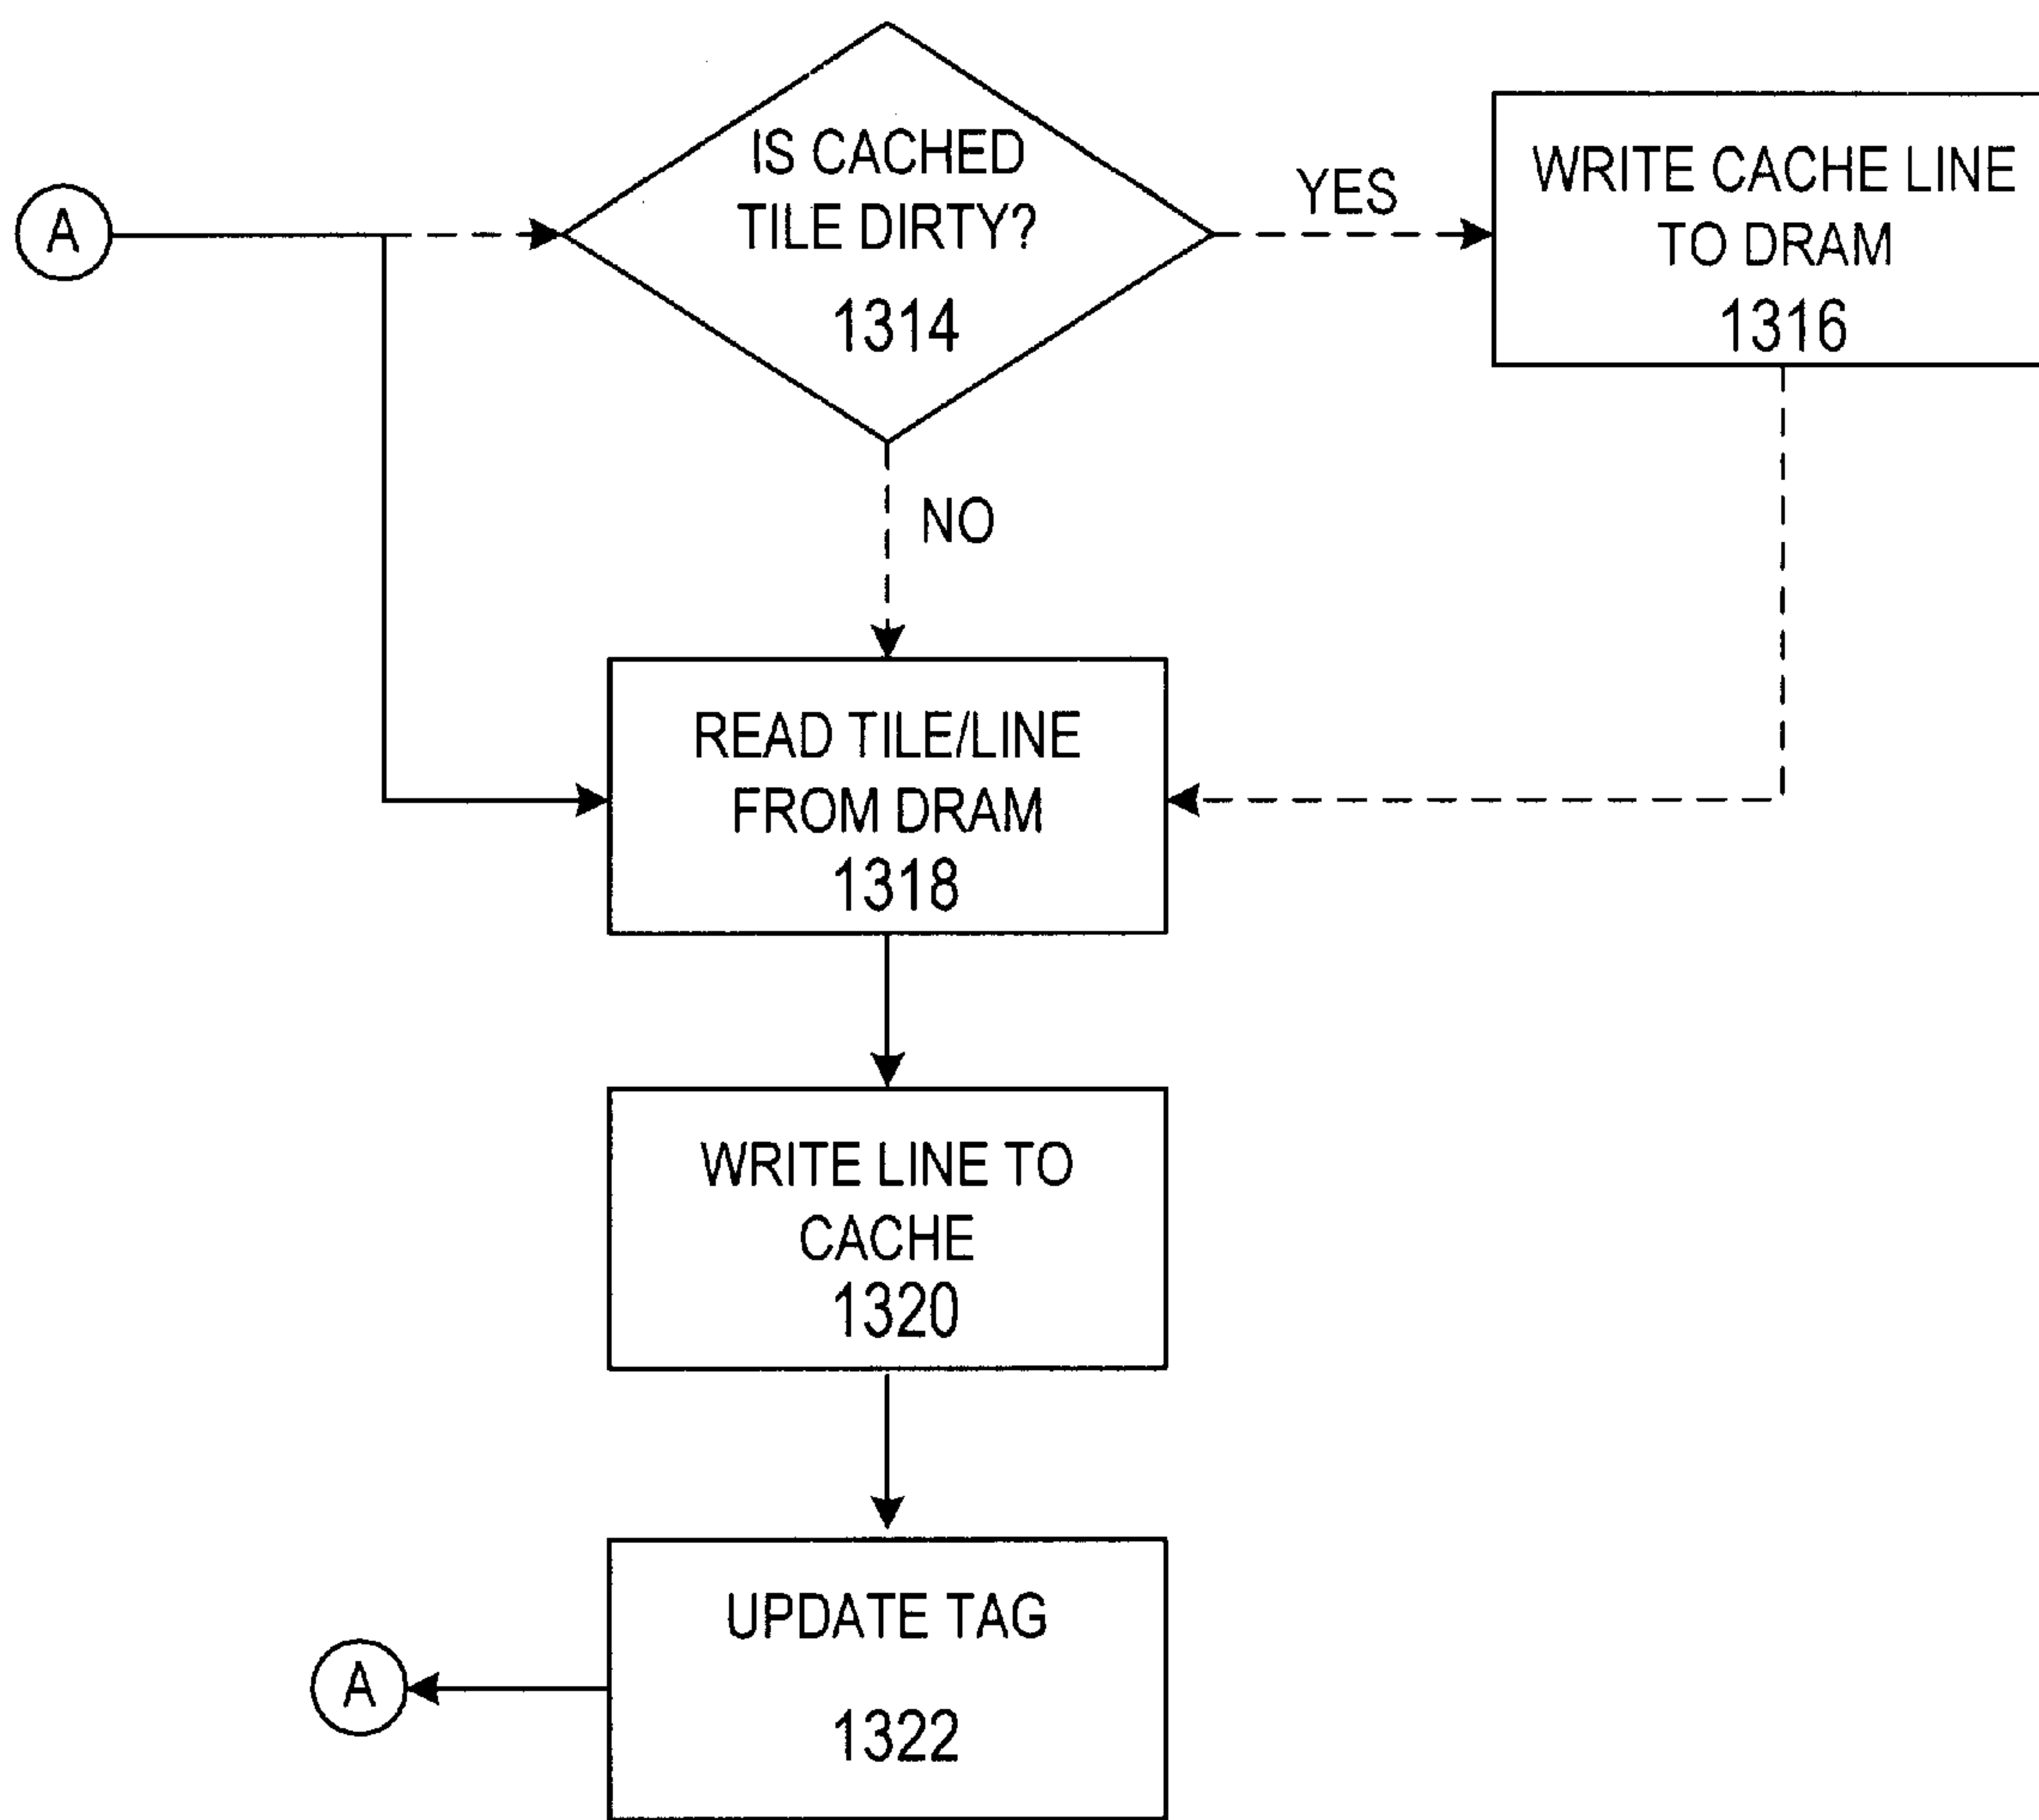 A
IS CACHED
TILE DIRTY?
1314
YES
WRITE CACHE LINE
TO DRAM
1316
NO
READ TILE/LINE
FROM DRAM
1318
WRITE LINE TO
CACHE
1320
UPDATE TAG
1322
A